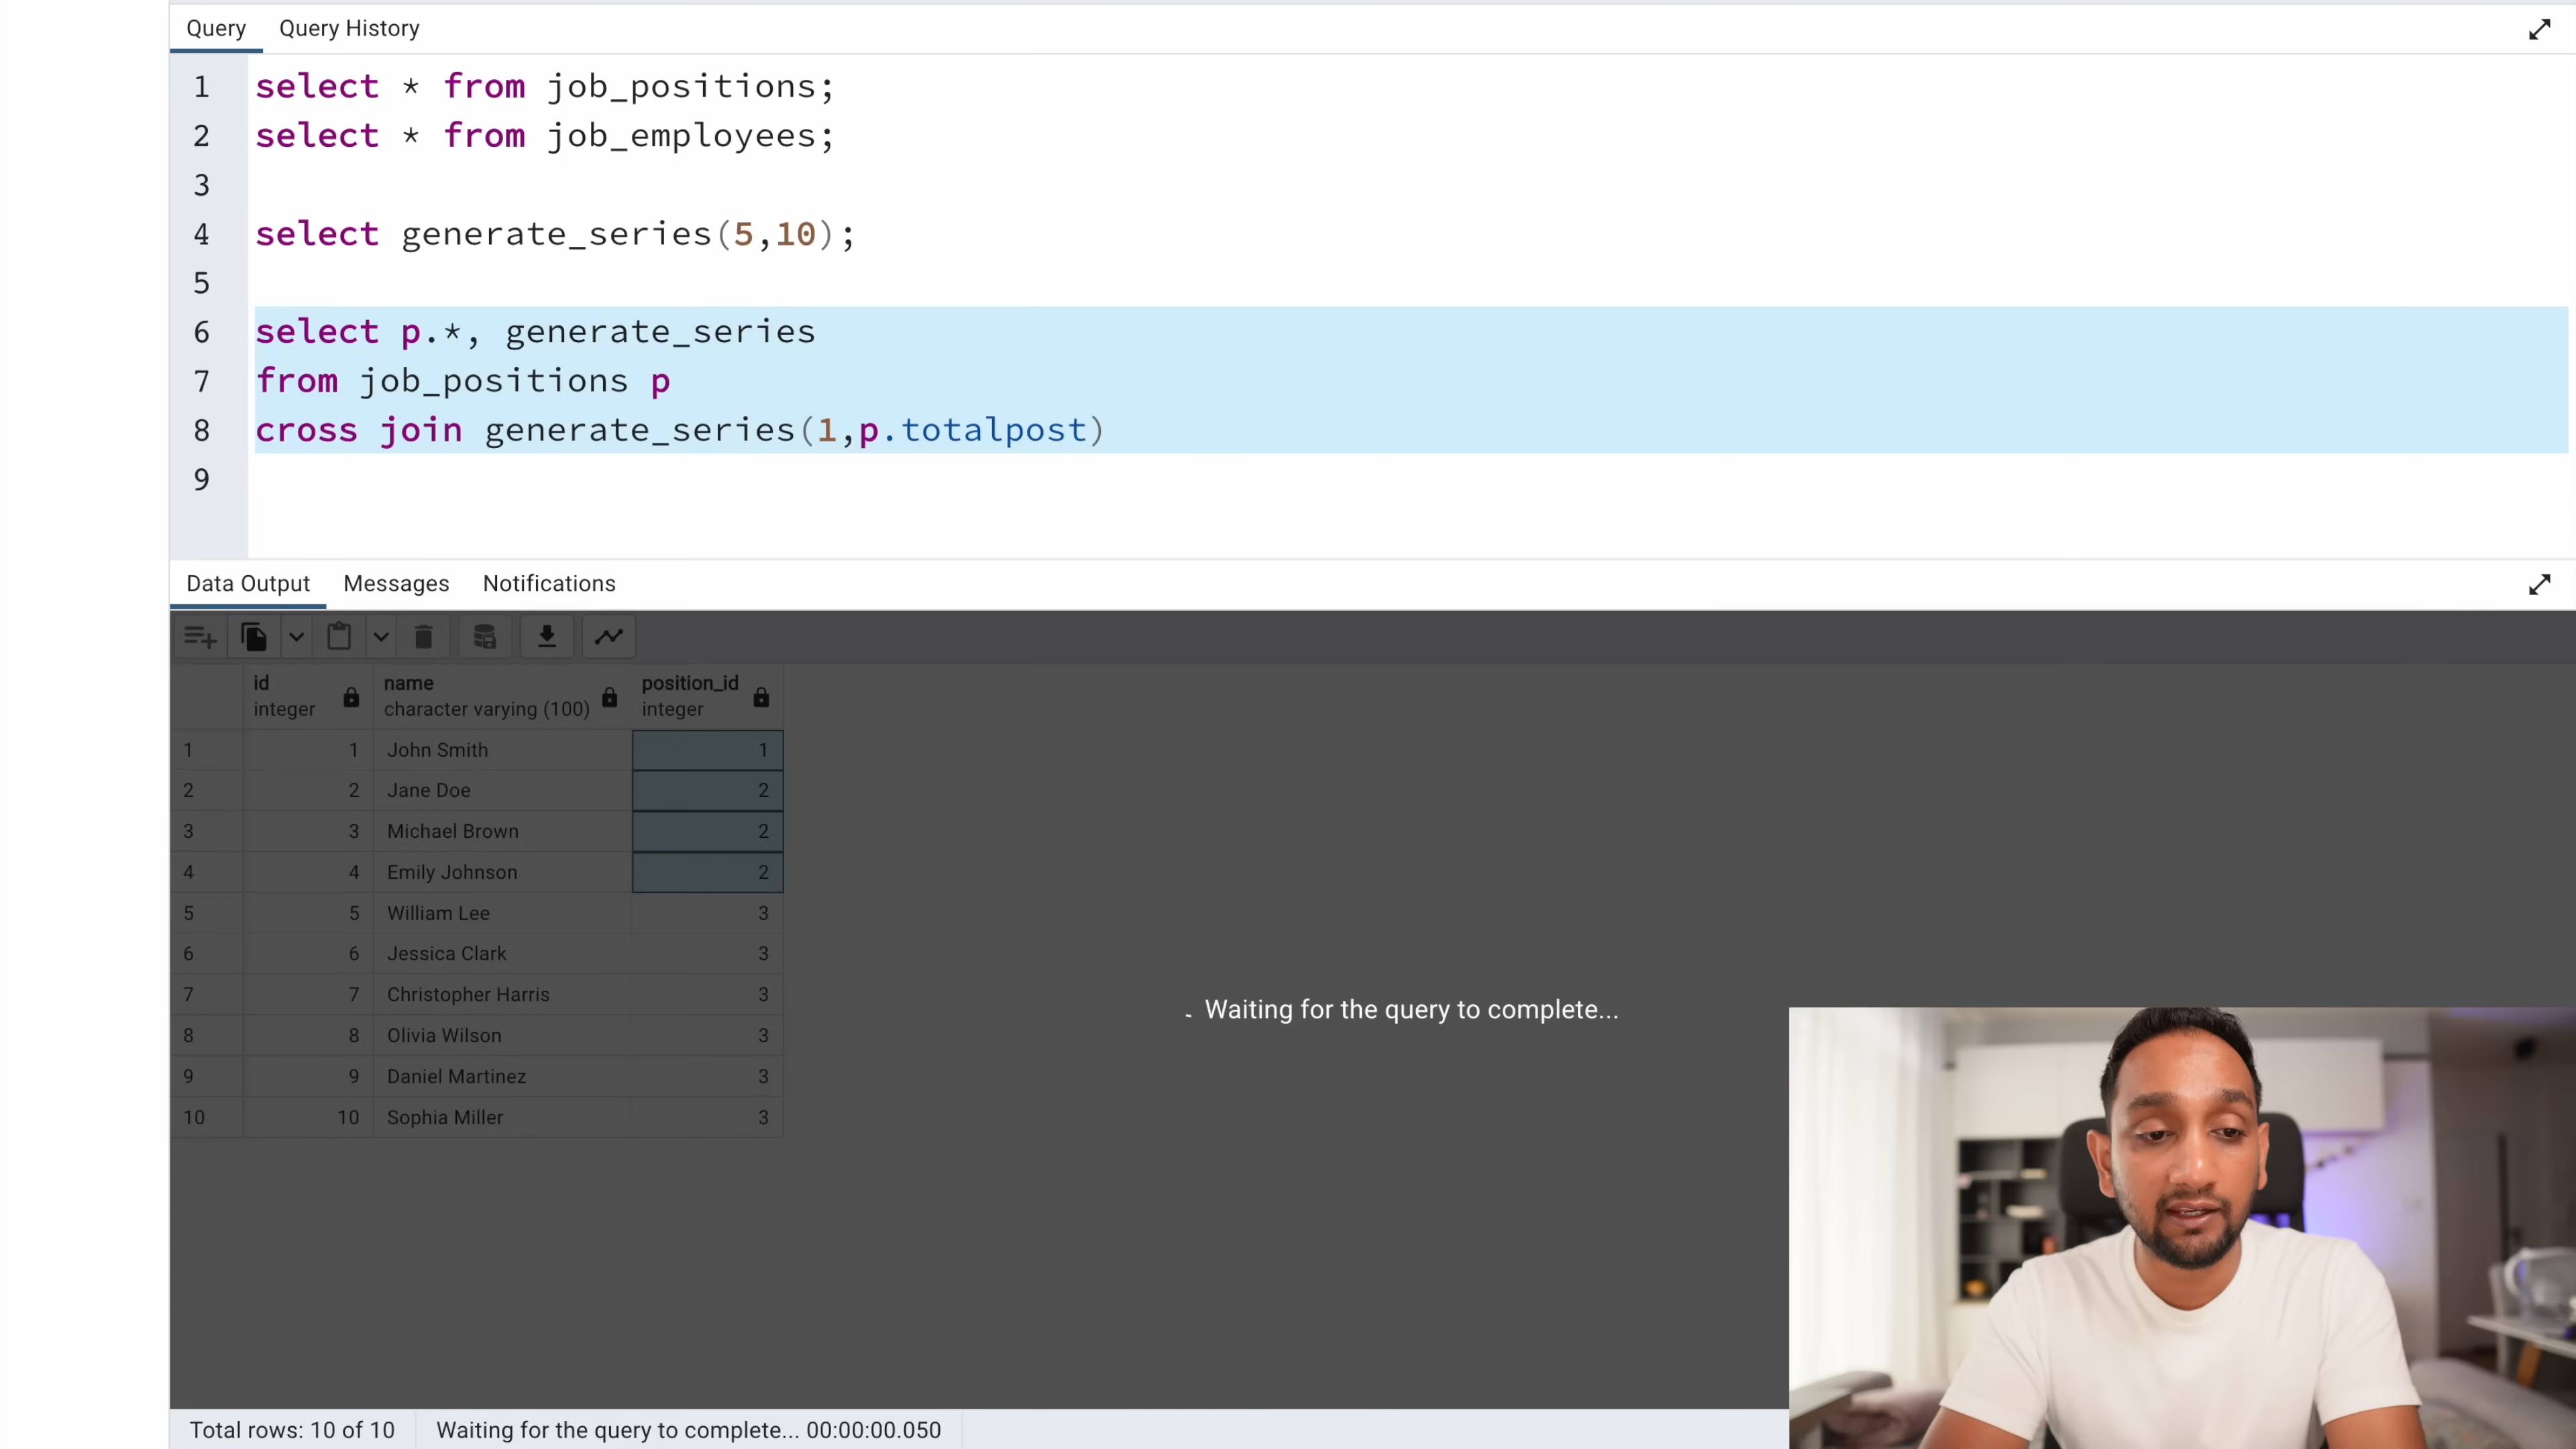 Query Query History
1 select * from job_positions;
2 select * from job_employees;
3
4 select generate_series(5,10);
5
6 select p.*, generate_series
7 from job_positions p
8 cross join generate_series(1,p.totalpost)
9
Data Output Messages Notifications
id name position_id
integer character varying (100) integer
1 1 John Smith 1
2 2 Jane Doe 2
3 3 Michael Brown 2
4 4 Emily Johnson 2
5 5 William Lee 3
6 6 Jessica Clark 3
7 7 Christopher Harris 3
8 8 Olivia Wilson 3
9 9 Daniel Martinez 3
10 10 Sophia Miller 3
Waiting for the query to complete...
Total rows: 10 of 10 Waiting for the query to complete... 00:00:00.050